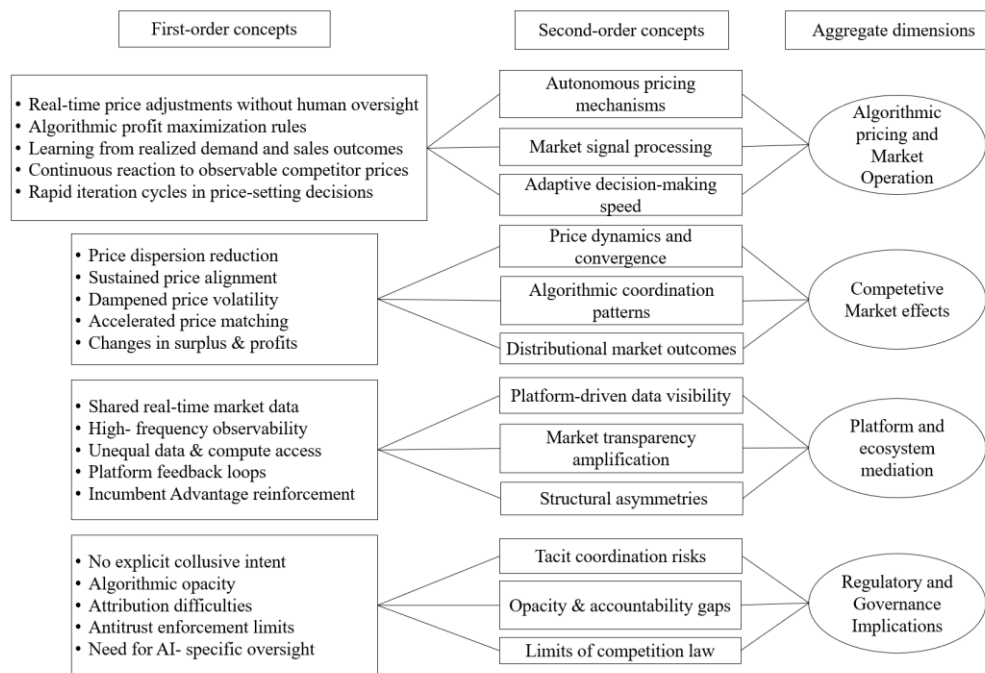 First-order concepts
Second-order concepts
Aggregate dimensions
• Real-time price adjustments without human oversight
• Algorithmic profit maximization rules
• Learning from realized demand and sales outcomes
• Continuous reaction to observable competitor prices
• Rapid iteration cycles in price-setting decisions
Autonomous pricing
mechanisms
Market signal processing
Adaptive decision-making
speed
Algorithmic
pricing and
Market
Operation
• Price dispersion reduction
• Sustained price alignment
• Dampened price volatility
• Accelerated price matching
• Changes in surplus & profits
Price dynamics and
convergence
Algorithmic coordination
patterns
Distributional market outcomes
Competetive
Market effects
• Shared real-time market data
• High- frequency observability
• Unequal data & compute access
• Platform feedback loops
• Incumbent Advantage reinforcement
Platform-driven data visibility
Market transparency
amplification
Structural asymmetries
Platform and
ecosystem
mediation
• No explicit collusive intent
• Algorithmic opacity
• Attribution difficulties
• Antitrust enforcement limits
• Need for AI- specific oversight
Tacit coordination risks
Opacity & accountability gaps
Limits of competition law
Regulatory and
Governance
Implications